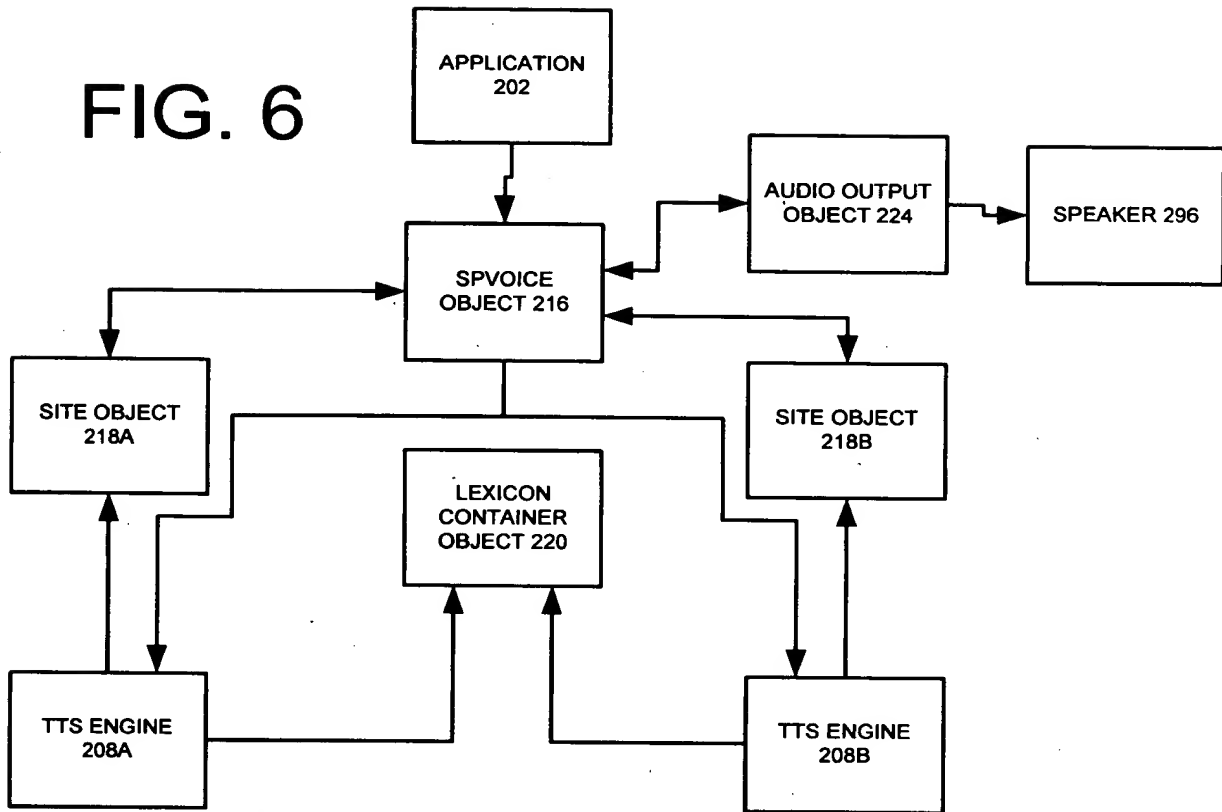 FIG. 6
APPLICATION
202
AUDIO OUTPUT
OBJECT 224
SPEAKER 296
SPVOICE
OBJECT 216
SITE OBJECT
218A
SITE OBJECT
218B
LEXICON
CONTAINER
OBJECT 220
TTS ENGINE
208A
TTS ENGINE
208B